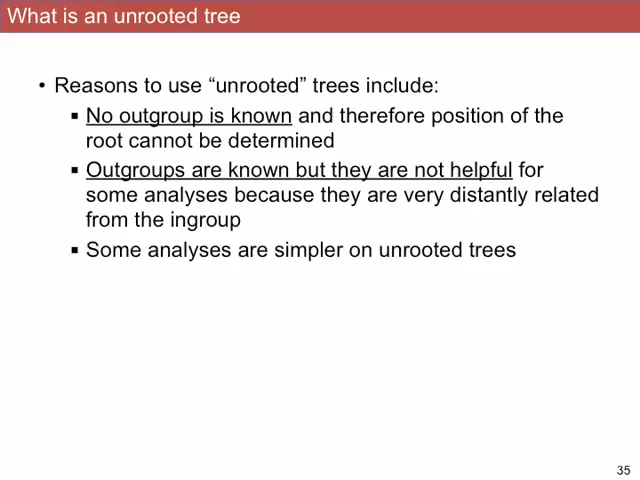 What is an unrooted tree
• Reasons to use “unrooted” trees include:
▪ No outgroup is known and therefore position of the
root cannot be determined
▪ Outgroups are known but they are not helpful for
some analyses because they are very distantly related
from the ingroup
▪ Some analyses are simpler on unrooted trees
35